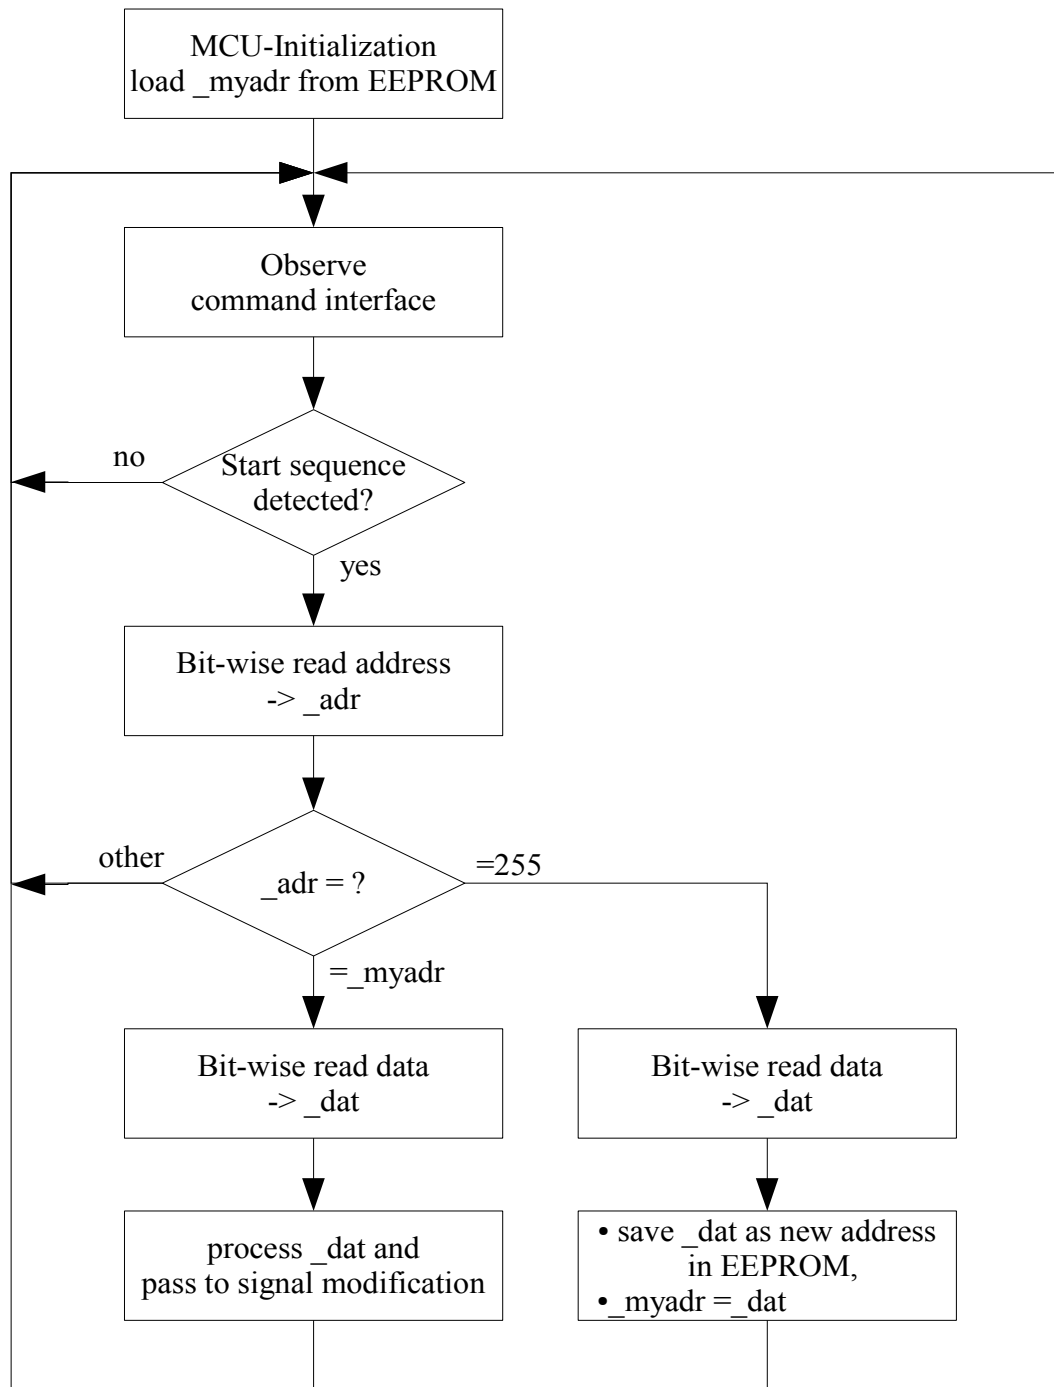 MCU-Initialization
load _myadr from EEPROM
Observe
command interface
no
Start sequence
detected?
yes
Bit-wise read address
-> _adr
other
_adr = ?
=255
=_myadr
Bit-wise read data
-> _dat
Bit-wise read data
-> _dat
process _dat and
pass to signal modification
• save _dat as new address
in EEPROM,
•_myadr =_dat